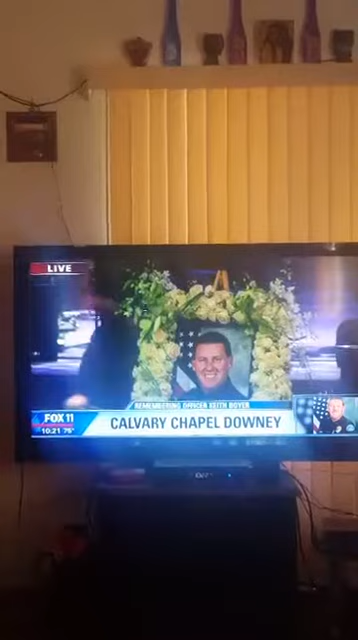 LIVE
REMEMBERING OFFICER KEITH BOYER
FOX 11
CALVARY CHAPEL DOWNEY
10:21 76°